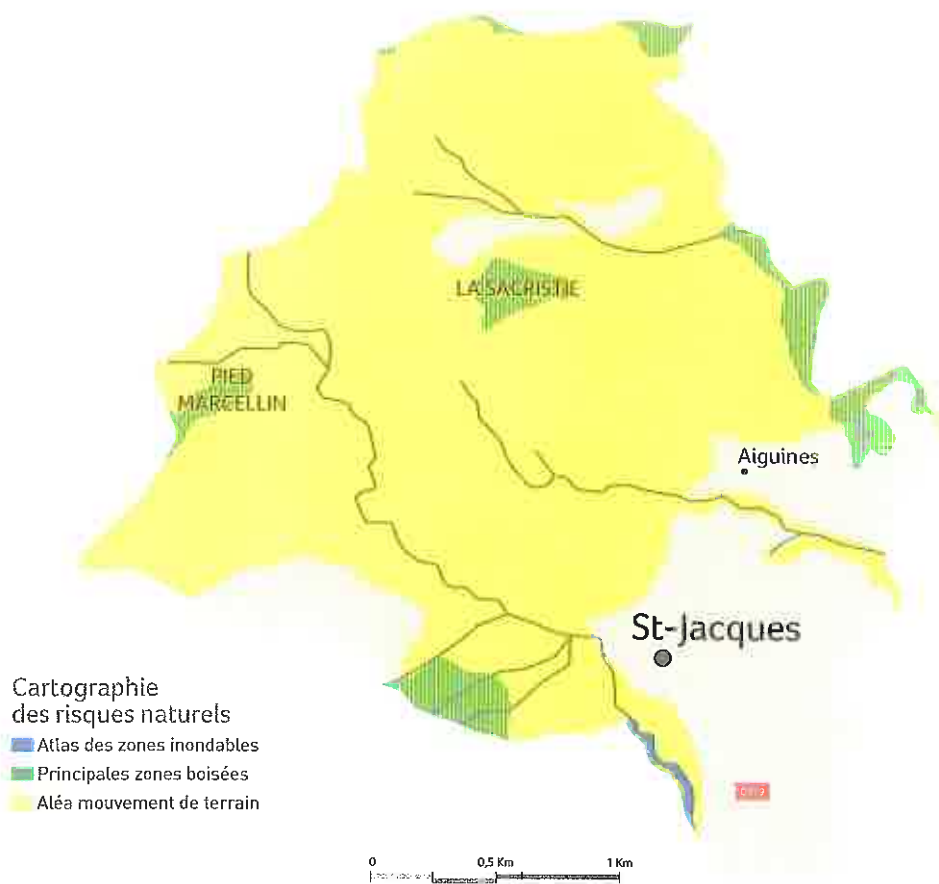 LA SACRISTIE
PIED
MARCELLIN
Aiguines
St-Jacques
Cartographie
des risques naturels
Atlas des zones inondables
Principales zones boisées
Aléa mouvement de terrain
0 0,5 Km 1 Km